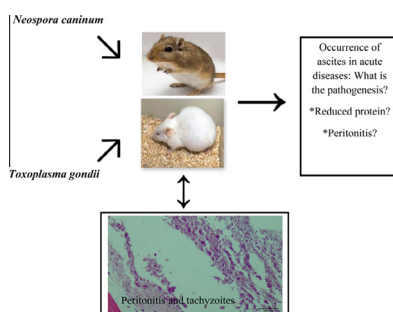 Neospora caninum
Occurrence of
ascites in acute
diseases: What is
the pathogenesis?
*Reduced protein?
*Peritonitis?
Toxoplasma gondii
Peritonitis and tachyzoites